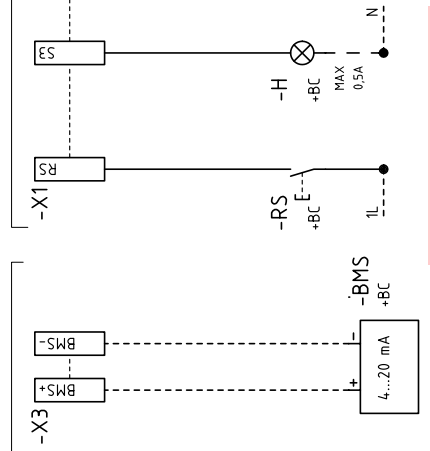 S3
-H
+BC
MAX
0,5A
N
RS
-X1
-RS
+BC
1L
-BMS
+BC
BMS-
-
BMS+
+
4...20 mA
-X3